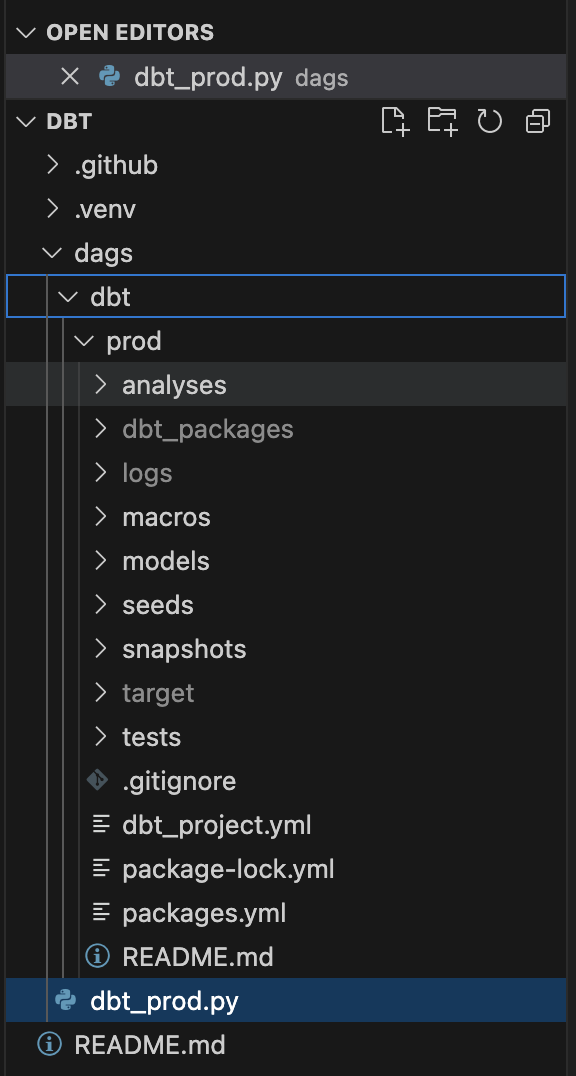 OPEN EDITORS
dbt_prod.py dags
DBT
.github
.venv
dags
dbt
prod
analyses
dbt_packages
logs
macros
models
seeds
snapshots
target
tests
.gitignore
dbt_project.yml
package-lock.yml
packages.yml
README.md
dbt_prod.py
README.md